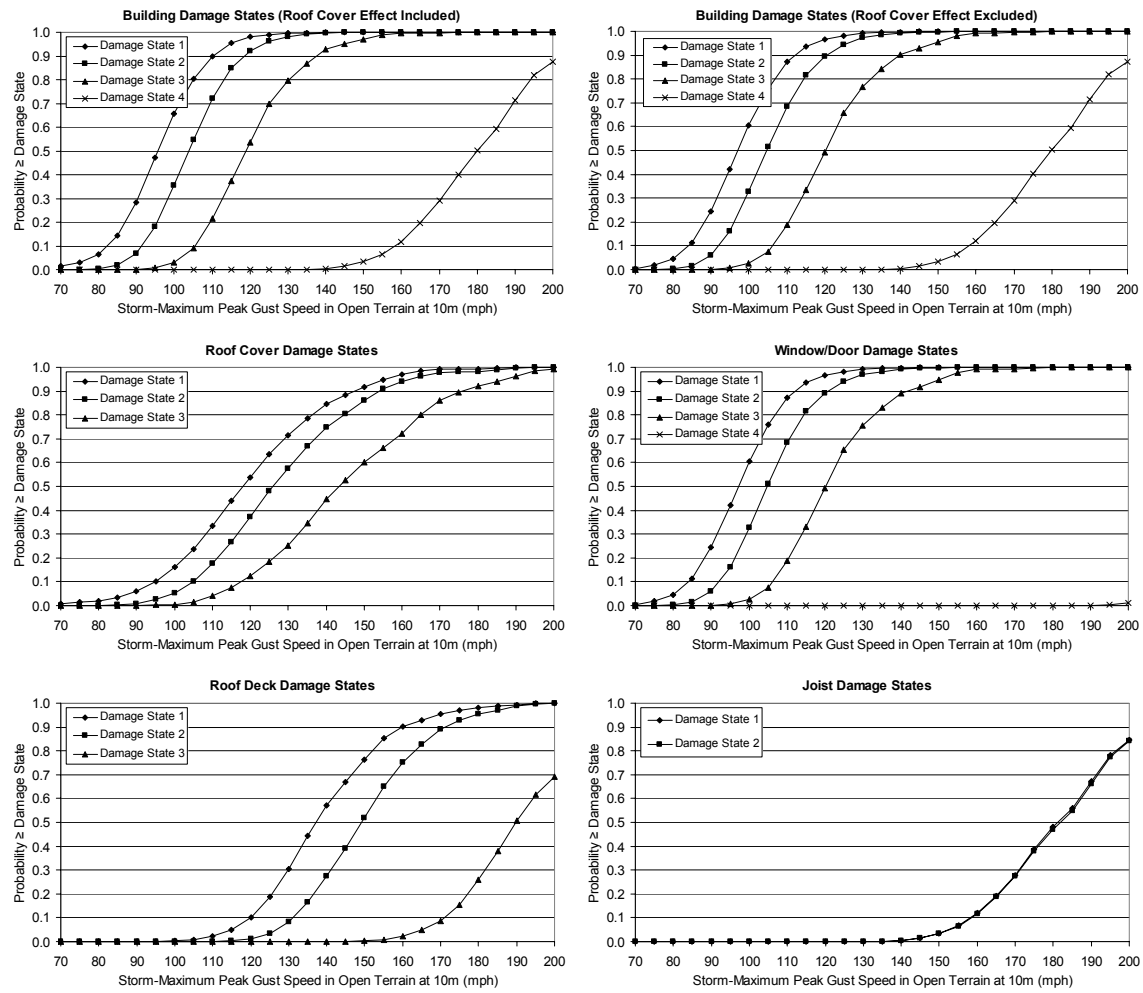 Building Damage States (Roof Cover Effect Included)
Probability ≥ Damage State
1.0
0.9
0.8
0.7
0.6
0.5
0.4
0.3
0.2
0.1
0.0
Damage State 1
Damage State 2
Damage State 3
Damage State 4
70 80 90 100 110 120 130 140 150 160 170 180 190 200
Storm-Maximum Peak Gust Speed in Open Terrain at 10m (mph)
Building Damage States (Roof Cover Effect Excluded)
Probability ≥ Damage State
1.0
0.9
0.8
0.7
0.6
0.5
0.4
0.3
0.2
0.1
0.0
Damage State 1
Damage State 2
Damage State 3
Damage State 4
70 80 90 100 110 120 130 140 150 160 170 180 190 200
Storm-Maximum Peak Gust Speed in Open Terrain at 10m (mph)
Roof Cover Damage States
Probability ≥ Damage State
1.0
0.9
0.8
0.7
0.6
0.5
0.4
0.3
0.2
0.1
0.0
Damage State 1
Damage State 2
Damage State 3
70 80 90 100 110 120 130 140 150 160 170 180 190 200
Storm-Maximum Peak Gust Speed in Open Terrain at 10m (mph)
Window/Door Damage States
Probability ≥ Damage State
1.0
0.9
0.8
0.7
0.6
0.5
0.4
0.3
0.2
0.1
0.0
Damage State 1
Damage State 2
Damage State 3
Damage State 4
70 80 90 100 110 120 130 140 150 160 170 180 190 200
Storm-Maximum Peak Gust Speed in Open Terrain at 10m (mph)
Roof Deck Damage States
Probability ≥ Damage State
1.0
0.9
0.8
0.7
0.6
0.5
0.4
0.3
0.2
0.1
0.0
Damage State 1
Damage State 2
Damage State 3
70 80 90 100 110 120 130 140 150 160 170 180 190 200
Storm-Maximum Peak Gust Speed in Open Terrain at 10m (mph)
Joist Damage States
Probability ≥ Damage State
1.0
0.9
0.8
0.7
0.6
0.5
0.4
0.3
0.2
0.1
0.0
Damage State 1
Damage State 2
70 80 90 100 110 120 130 140 150 160 170 180 190 200
Storm-Maximum Peak Gust Speed in Open Terrain at 10m (mph)